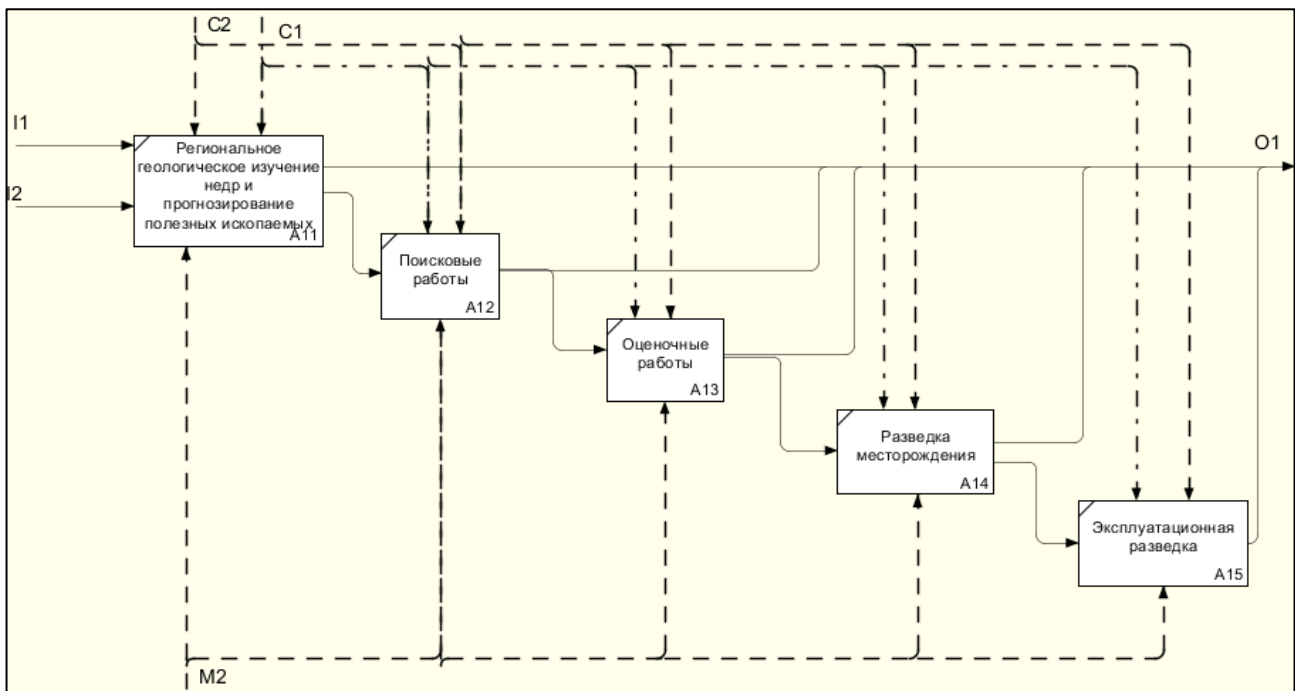 C2
C1
I1
Региональное
геологическое изучение
недр и
прогнозирование
полезных ископаемых
A11
O1
I2
Поисковые
работы
A12
Оценочные
работы
A13
Разведка
месторождения
A14
Эксплуатационная
разведка
A15
M2